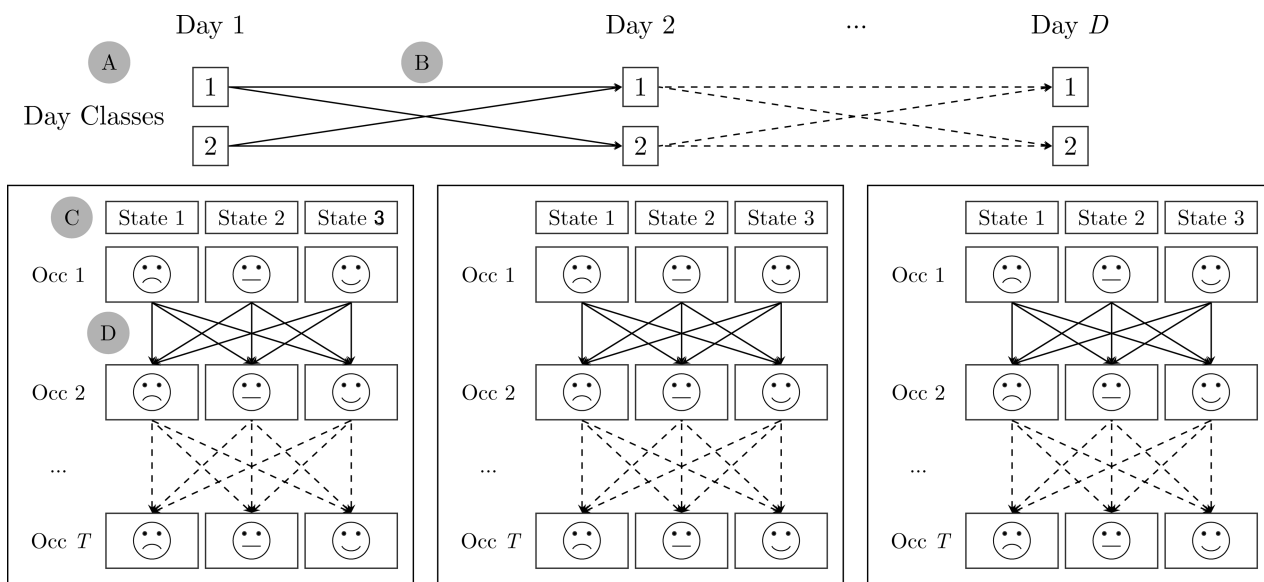 Day 1 Day 2 ... Day D
A B
1 1 1
Day Classes
2 2 2
C State 1 State 2 State 3 State 1 State 2 State 3 State 1 State 2 State 3
Occ 1 Occ 1 Occ 1
D
Occ 2 Occ 2 Occ 2
... ... ...
Occ T Occ T Occ T